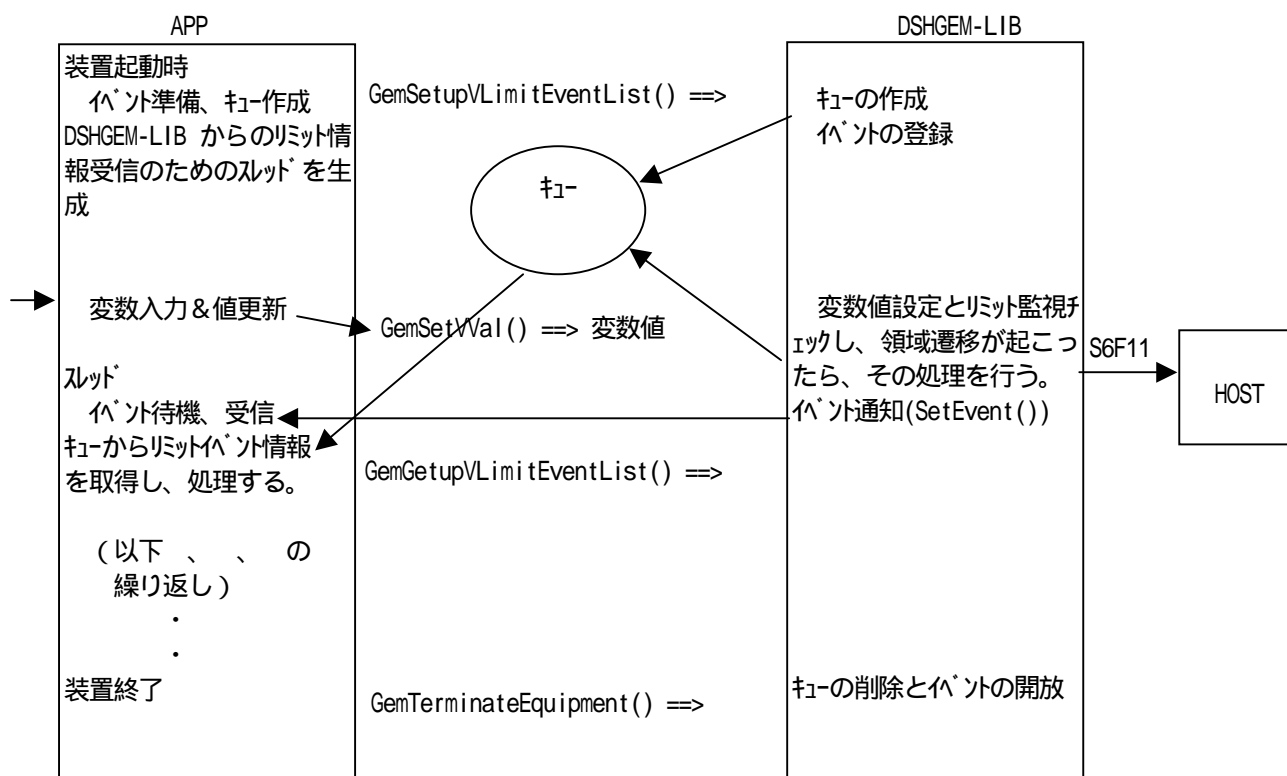 APP
DSHGEM-LIB
装置起動時
ｲﾍﾞﾝﾄ準備、ｷｭｰ作成
DSHGEM-LIB からのﾘﾐｯﾄ情
報受信のためのｽﾚｯﾄﾞを生
成
GemSetupVLimitEventList() ==>
ｷｭｰの作成
ｲﾍﾞﾝﾄの登録
ｷｭｰ
変数入力＆値更新
GemSetVVal() ==> 変数値
変数値設定とﾘﾐｯﾄ監視ﾁ
ｪｯｸし、領域遷移が起こっ
たら、その処理を行う。
ｲﾍﾞﾝﾄ通知(SetEvent())
S6F11
HOST
ｽﾚｯﾄﾞ
ｲﾍﾞﾝﾄ待機、受信
ｷｭｰからﾘﾐｯﾄｲﾍﾞﾝﾄ情報
を取得し、処理する。
GemGetupVLimitEventList() ==>
(以下　、　、　の
繰り返し)
・
・
装置終了
GemTerminateEquipment() ==>
ｷｭｰの削除とｲﾍﾞﾝﾄの開放